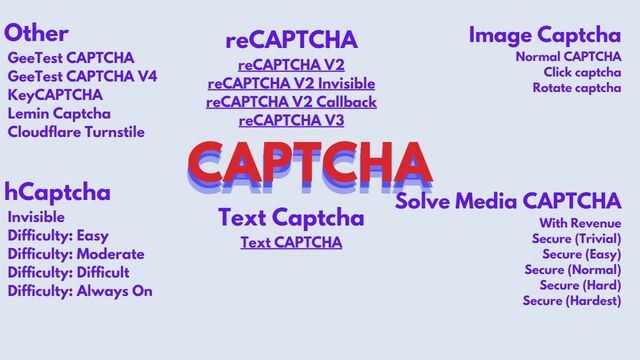 Other
GeeTest CAPTCHA
GeeTest CAPTCHA V4
KeyCAPTCHA
Lemin Captcha
Cloudflare Turnstile
reCAPTCHA
reCAPTCHA V2
reCAPTCHA V2 Invisible
reCAPTCHA V2 Callback
reCAPTCHA V3
Image Captcha
Normal CAPTCHA
Click captcha
Rotate captcha
CAPTCHA
hCaptcha
Invisible
Difficulty: Easy
Difficulty: Moderate
Difficulty: Difficult
Difficulty: Always On
Text Captcha
Text CAPTCHA
Solve Media CAPTCHA
With Revenue
Secure (Trivial)
Secure (Easy)
Secure (Normal)
Secure (Hard)
Secure (Hardest)